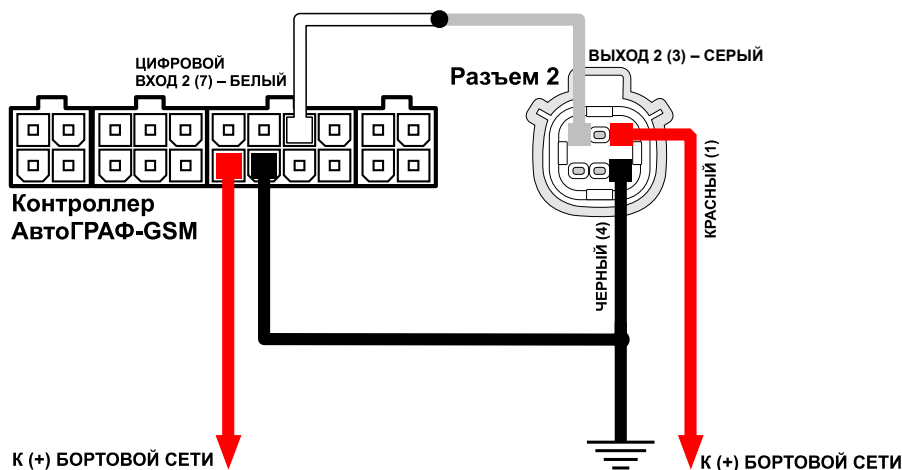 ЦИФРОВОЙ
ВХОД 2 (7) – БЕЛЫЙ
ВЫХОД 2 (3) – СЕРЫЙ
Разъем 2
Контроллер
АвтоГРАФ-GSM
ЧЕРНЫЙ (4)
КРАСНЫЙ (1)
К (+) БОРТОВОЙ СЕТИ
К (+) БОРТОВОЙ СЕТИ